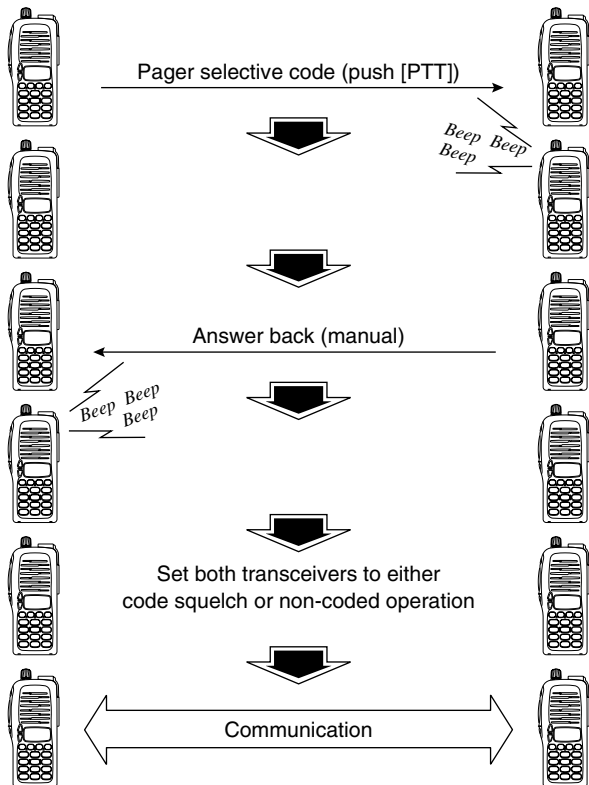 Pager selective code (push [PTT])
Beep Beep
Beep
Answer back (manual)
Beep Beep
Beep
Set both transceivers to either
code squelch or non-coded operation
Communication